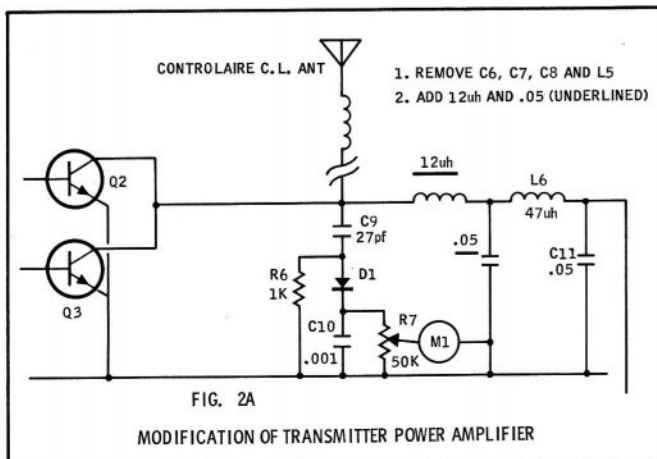 CONTROLAIRE C.L. ANT
1. REMOVE C6, C7, C8 AND L5
2. ADD 12uh AND .05 (UNDERLINED)
Q2
12uh
L6
47uh
C9
27pf
.05
C11
.05
R6
1K
D1
Q3
R7
C10
M1
.001
50K
FIG. 2A
MODIFICATION OF TRANSMITTER POWER AMPLIFIER